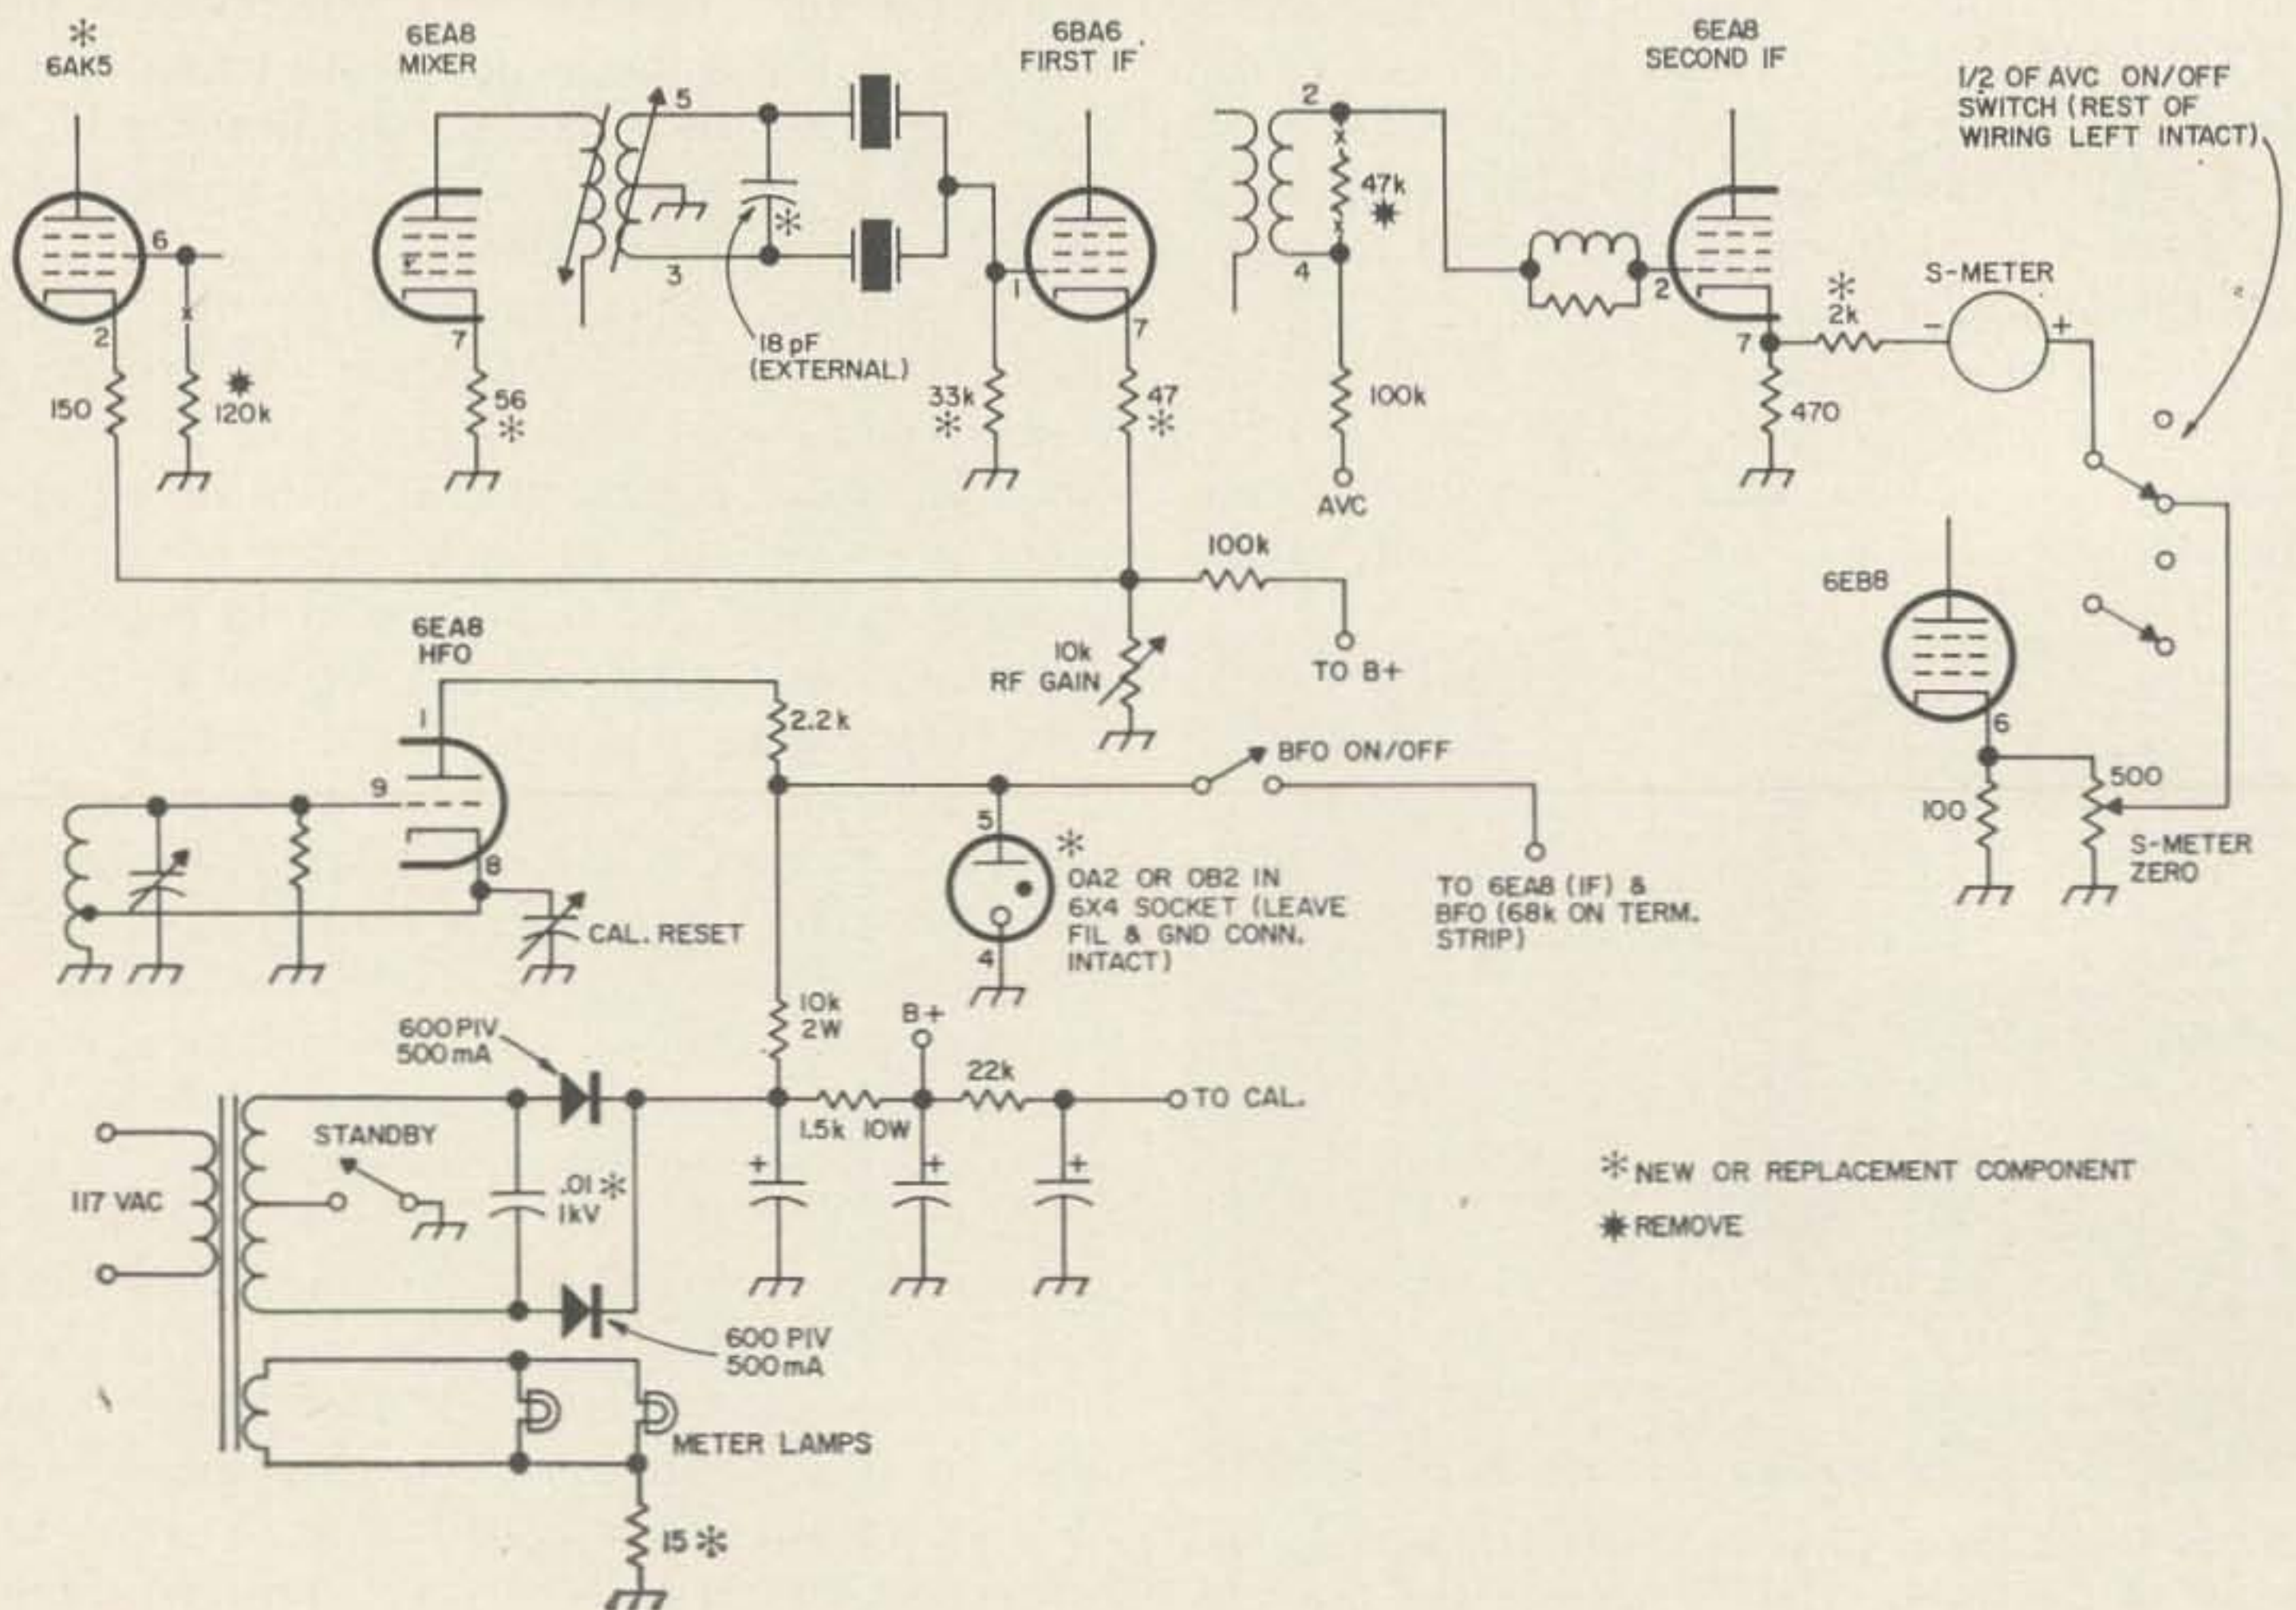 ✻
6AK5
6EA8
MIXER
6BA6
FIRST IF
6EA8
SECOND IF
1/2 OF AVC ON/OFF
SWITCH (REST OF
WIRING LEFT INTACT)
5
3
2
4
47k
✸
6
2
150
✸
120k
7
56
✻
✻
18 pF
(EXTERNAL)
1
33k
✻
7
47
✻
100k
AVC
2
7
✻
2k
S-METER
-
+
470
100k
TO B+
10k
RF GAIN
6EB8
6
100
500
S-METER
ZERO
6EA8
HFO
1
9
8
2.2k
CAL. RESET
BFO ON/OFF
5
4
✻
OA2 OR OB2 IN
6X4 SOCKET (LEAVE
FIL & GND CONN.
INTACT)
TO 6EA8 (IF) &
BFO (68k ON TERM.
STRIP)
10k
2W
B+
600 PIV
500 mA
22k
1.5k 10W
TO CAL.
117 VAC
STANDBY
.01 ✻
1kV
+
+
+
600 PIV
500mA
METER LAMPS
15 ✻
✻ NEW OR REPLACEMENT COMPONENT
✸ REMOVE